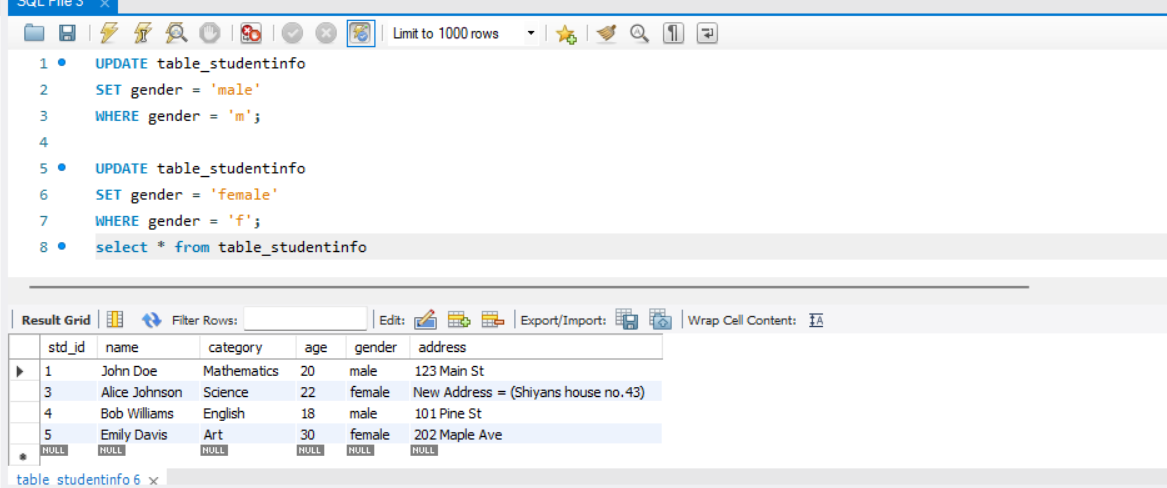 SQL File 3 ×
Limit to 1000 rows
1 UPDATE table_studentinfo
2 SET gender = 'male'
3 WHERE gender = 'm';
4
5 UPDATE table_studentinfo
6 SET gender = 'female'
7 WHERE gender = 'f';
8 select * from table_studentinfo
Result Grid Filter Rows: Edit: Export/Import: Wrap Cell Content: IA
std_id name category age gender address
1 John Doe Mathematics 20 male 123 Main St
3 Alice Johnson Science 22 female New Address = (Shiyans house no.43)
4 Bob Williams English 18 male 101 Pine St
5 Emily Davis Art 30 female 202 Maple Ave
NULL NULL NULL NULL NULL NULL
table_studentinfo 6 ×